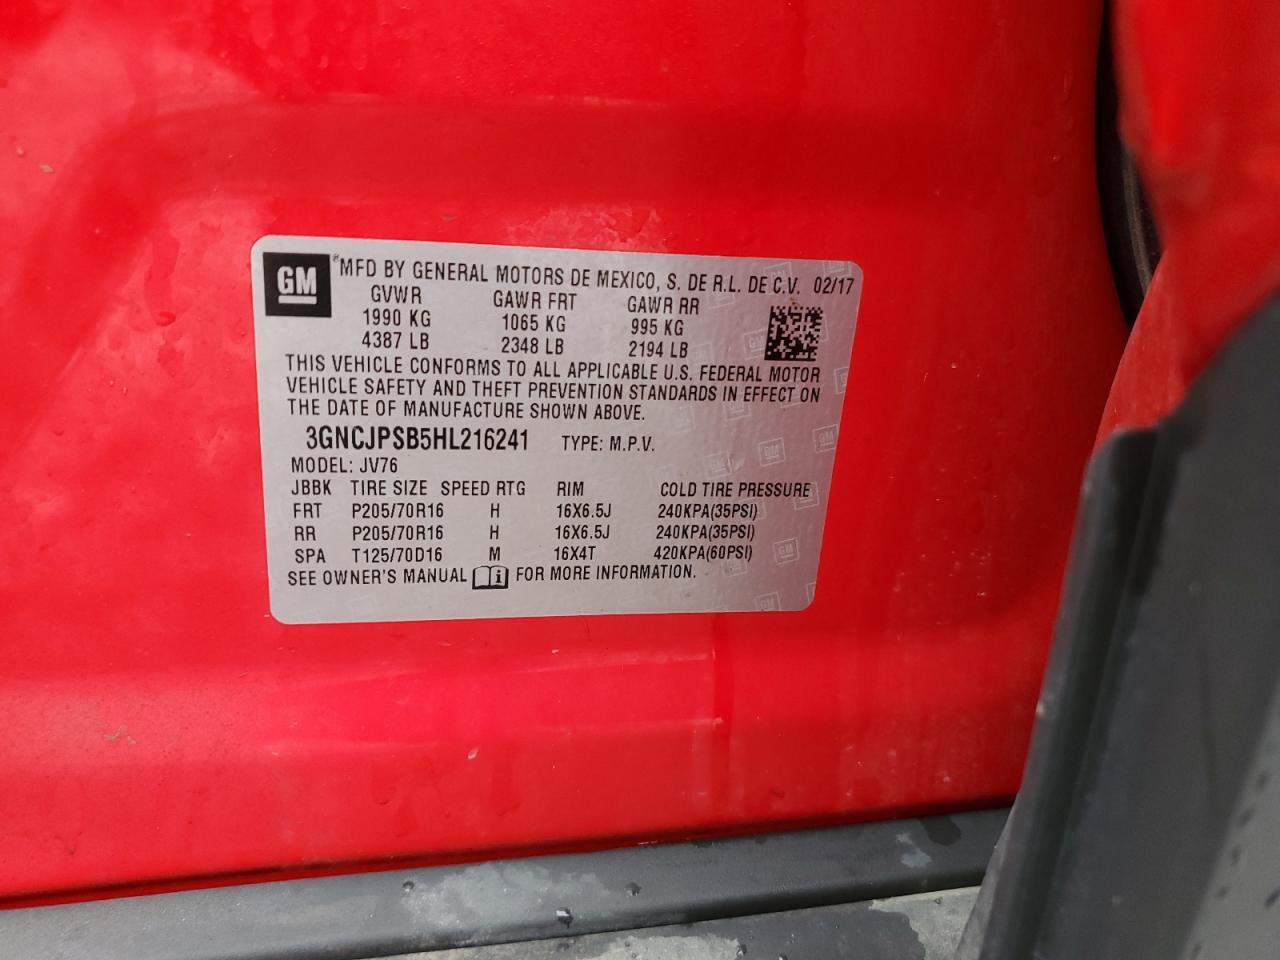 GM ® MFD BY GENERAL MOTORS DE MEXICO, S. DE R.L. DE C.V. 02/17
GVWR GAWR FRT GAWR RR
1990 KG 1065 KG 995 KG
4387 LB 2348 LB 2194 LB
THIS VEHICLE CONFORMS TO ALL APPLICABLE U.S. FEDERAL MOTOR
VEHICLE SAFETY AND THEFT PREVENTION STANDARDS IN EFFECT ON
THE DATE OF MANUFACTURE SHOWN ABOVE.
3GNCJPSB5HL216241 TYPE: M.P.V.
MODEL: JV76
JBBK TIRE SIZE SPEED RTG RIM COLD TIRE PRESSURE
FRT P205/70R16 H 16X6.5J 240KPA(35PSI)
RR P205/70R16 H 16X6.5J 240KPA(35PSI)
SPA T125/70D16 M 16X4T 420KPA(60PSI)
SEE OWNER'S MANUAL i FOR MORE INFORMATION.